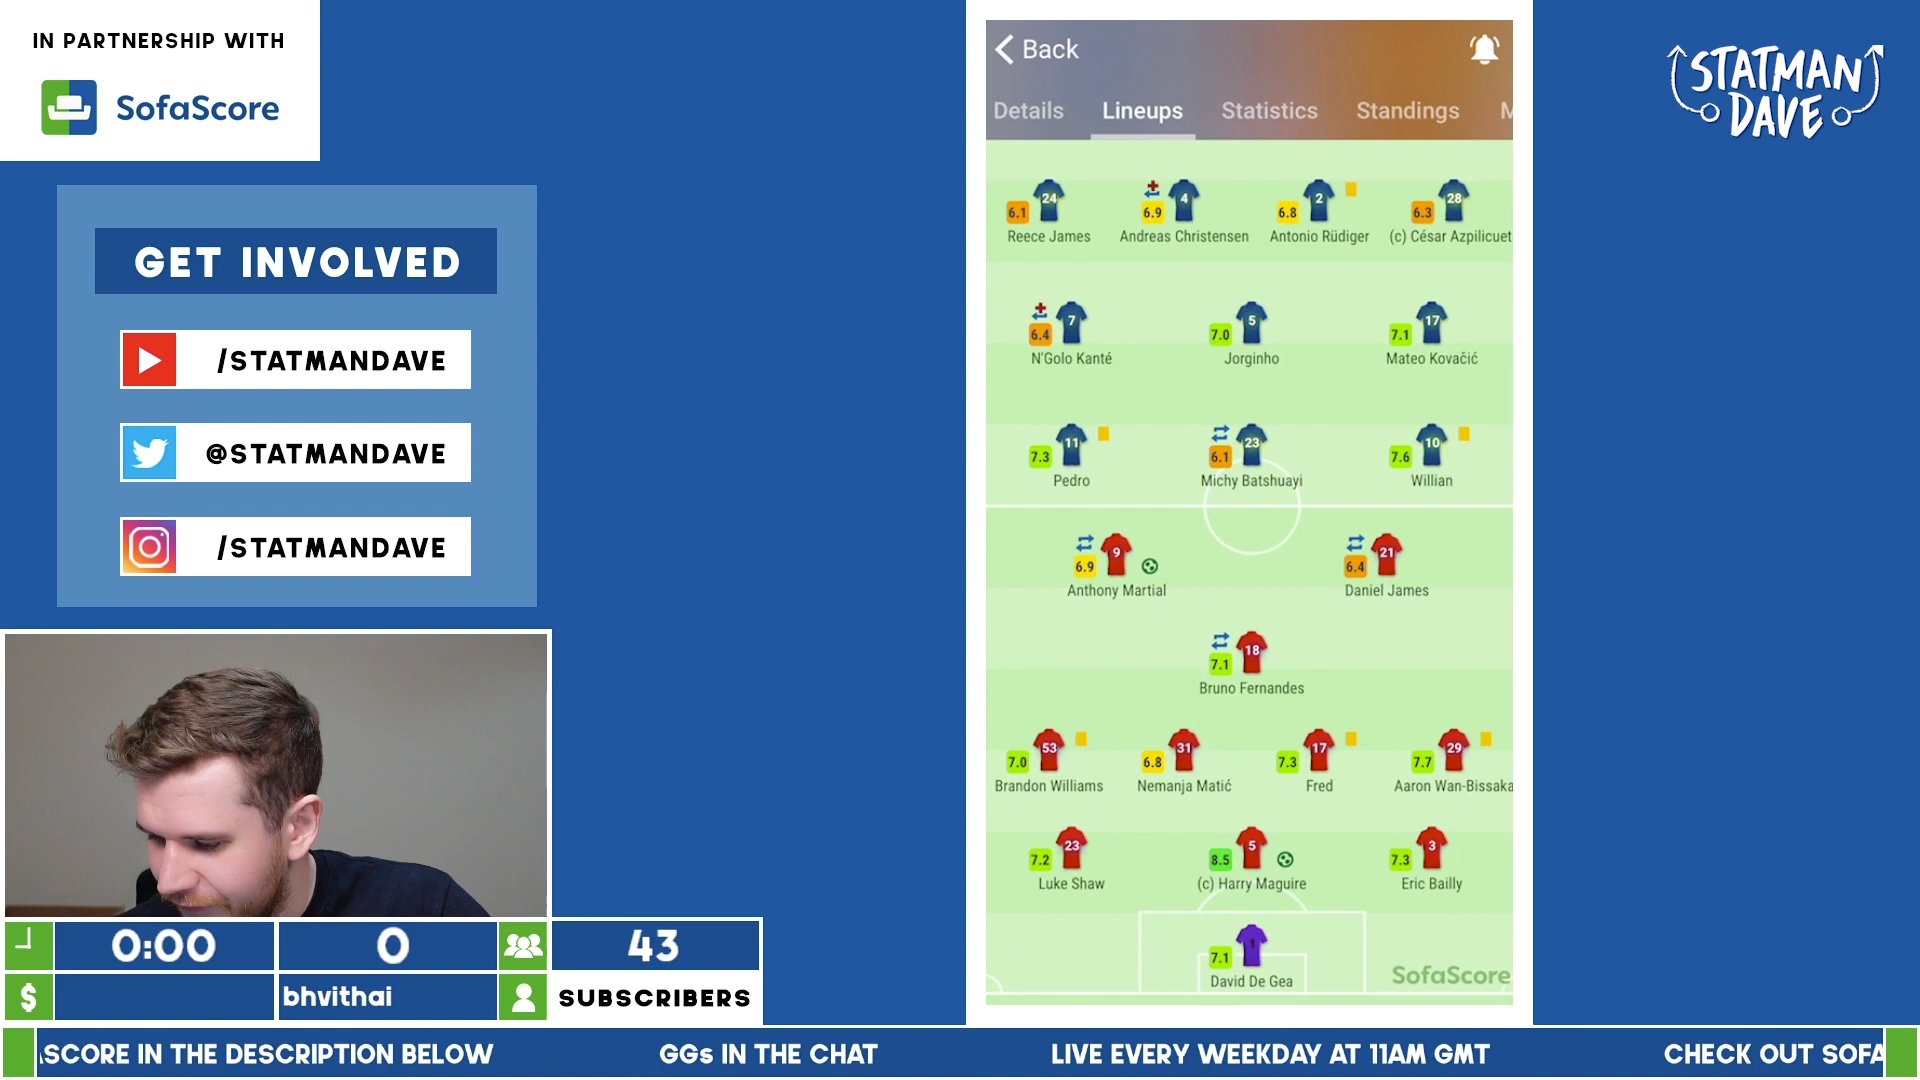 IN PARTNERSHIP WITH
SofaScore
GET INVOLVED
/STATMANDAVE
@STATMANDAVE
/STATMANDAVE
Back
Details Lineups Statistics Standings M
24 4 2 28
6.1 6.9 6.8 6.3
Reece James Andreas Christensen Antonio Rüdiger (c) César Azpilicuet
7 5 17
6.4 7.0 7.1
N'Golo Kanté Jorginho Mateo Kovačić
11 23 10
7.3 6.1 7.6
Pedro Michy Batshuayi Willian
9 21
6.9 6.4
Anthony Martial Daniel James
18
7.1
Bruno Fernandes
53 31 17 29
7.0 6.8 7.3 7.7
Brandon Williams Nemanja Matić Fred Aaron Wan-Bissaka
23 5 3
7.2 8.5 7.3
Luke Shaw (c) Harry Maguire Eric Bailly
1
7.1
David De Gea
SofaScore
STATMAN
DAVE
0:00 0 43
$ bhvithai SUBSCRIBERS
ASCORE IN THE DESCRIPTION BELOW GGs IN THE CHAT LIVE EVERY WEEKDAY AT 11AM GMT CHECK OUT SOFA